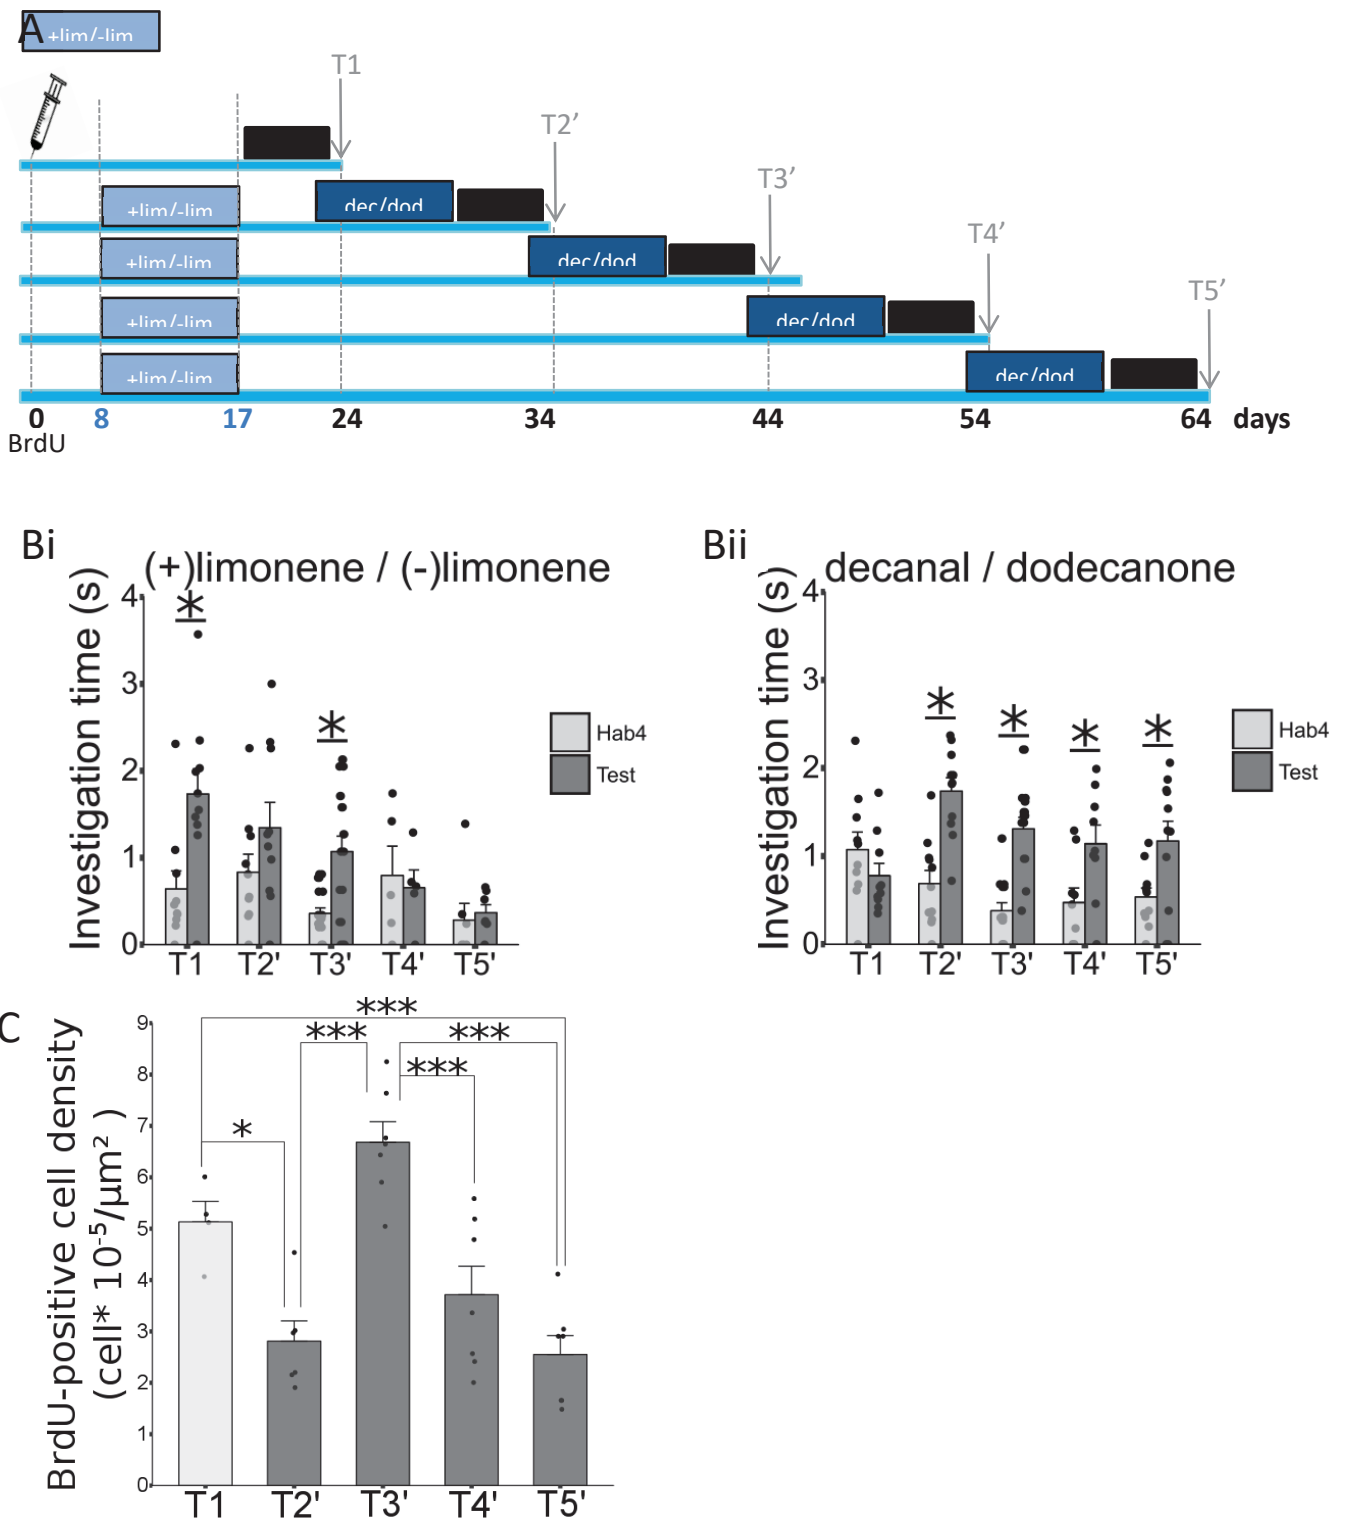 A
+lim/-lim
T1
T2’
T3’
+lim/-lim
dec/dod
T4’
+lim/-lim
dec/dod
T5’
+lim/-lim
dec/dod
+lim/-lim
dec/dod
0 8 17 24 34 44 54 64 days
BrdU
Bi
(+)limonene / (-)limonene
Investigation time (s)
4
3
2
1
0
*
*
Hab4
Test
T1 T2' T3' T4' T5'
Bii
decanal / dodecanone
Investigation time (s)
4
3
2
1
0
* * * *
Hab4
Test
T1 T2' T3' T4' T5'
C
BrdU-positive cell density
(cell* 10⁻⁵/µm² )
9
8
7
6
5
4
3
2
1
0
***
*** ***
***
*
T1 T2' T3' T4' T5'